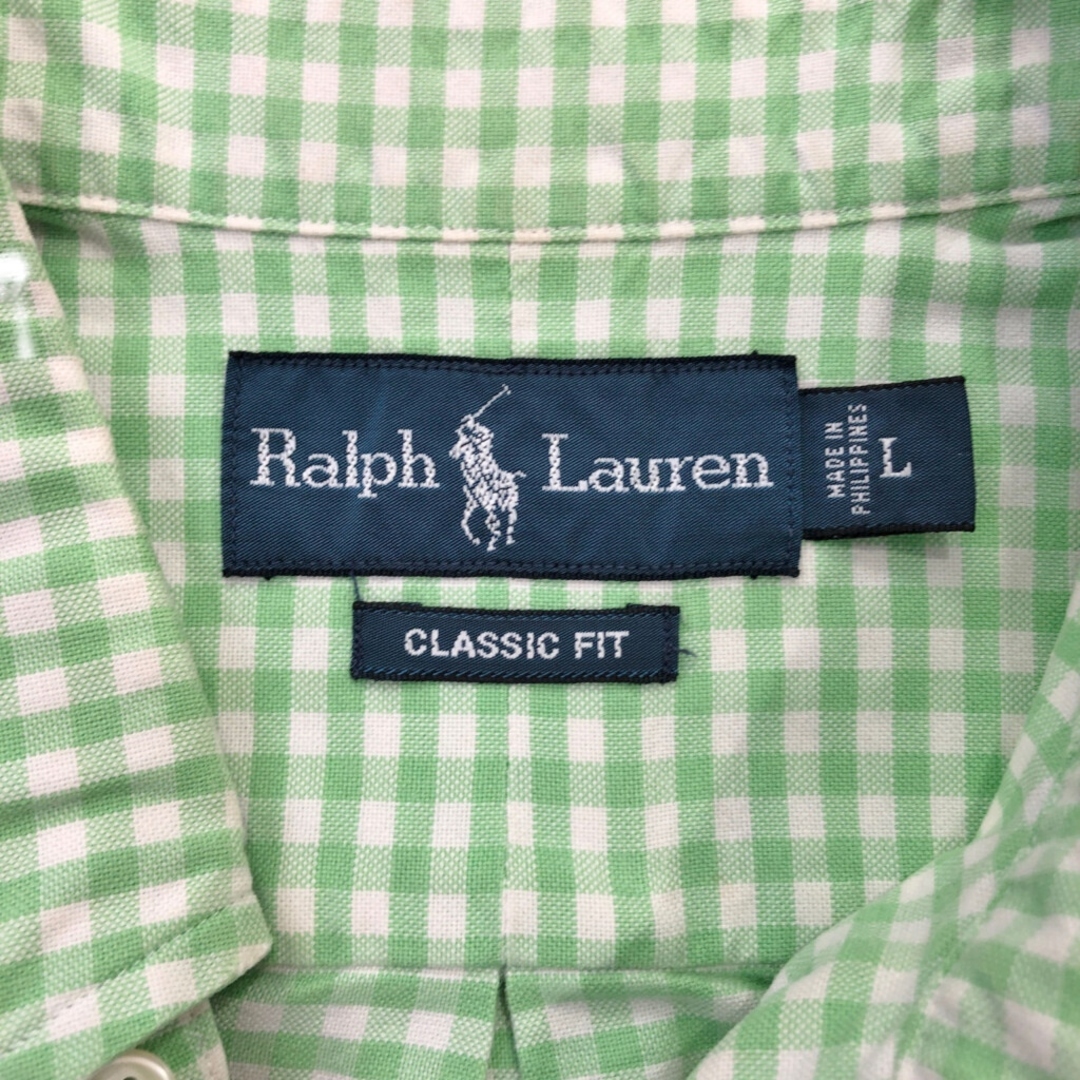 Ralph Lauren
MADE IN
PHILIPPINES
L
CLASSIC FIT